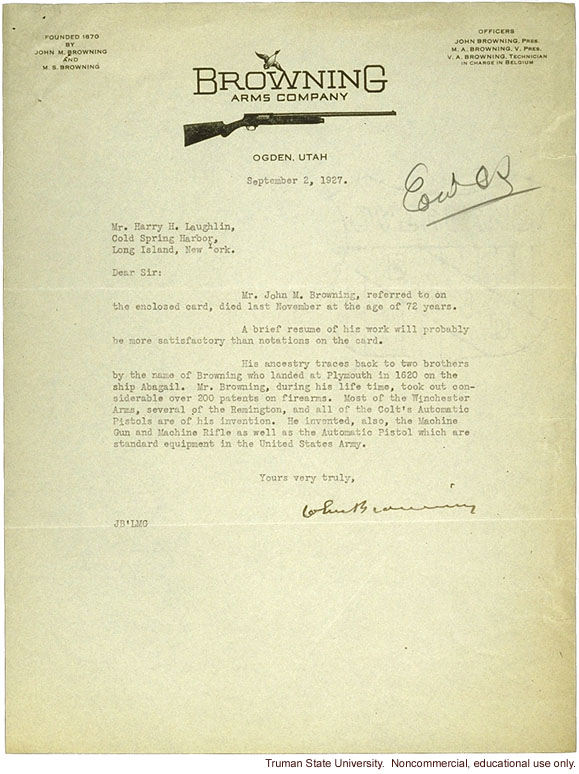 FOUNDED 1870
BY
JOHN M. BROWNING
AND
M. S. BROWNING
OFFICERS
JOHN BROWNING, PRES.
M. A. BROWNING, V. PRES.
V. A. BROWNING, TECHNICIAN
IN CHARGE IN BELGIUM
BROWNING
ARMS COMPANY
OGDEN, UTAH
September 2, 1927.
Mr. Harry H. Laughlin,
Cold Spring Harbor,
Long Island, New York.
Dear Sir:
Mr. John M. Browning, referred to on
the enclosed card, died last November at the age of 72 years.
A brief resume of his work will probably
be more satisfactory than notations on the card.
His ancestry traces back to two brothers
by the name of Browning who landed at Plymouth in 1620 on the
ship Abagail. Mr. Browning, during his life time, took out con-
siderable over 200 patents on firearms. Most of the Winchester
Arms, several of the Remington, and all of the Colt's Automatic
Pistols are of his invention. He invented, also, the Machine
Gun and Machine Rifle as well as the Automatic Pistol which are
standard equipment in the United States Army.
Yours very truly,
John Browning
JB'LMG
Truman State University. Noncommercial, educational use only.